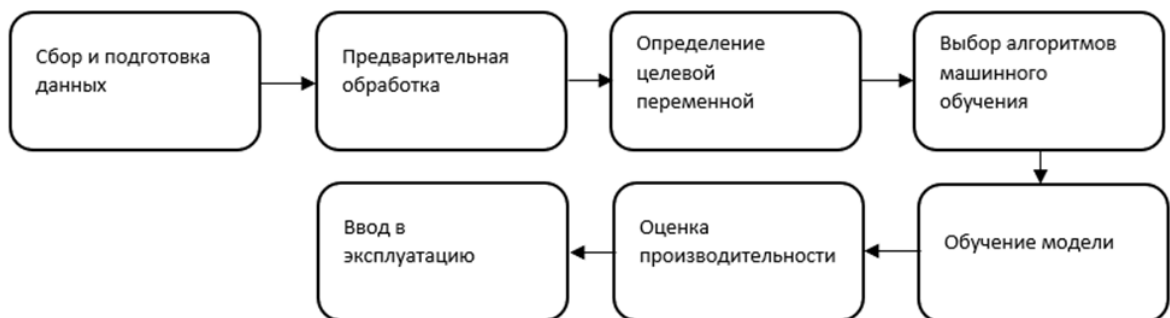 Сбор и подготовка
данных
Предварительная
обработка
Определение
целевой
переменной
Выбор алгоритмов
машинного
обучения
Обучение модели
Оценка
производительности
Ввод в
эксплуатацию